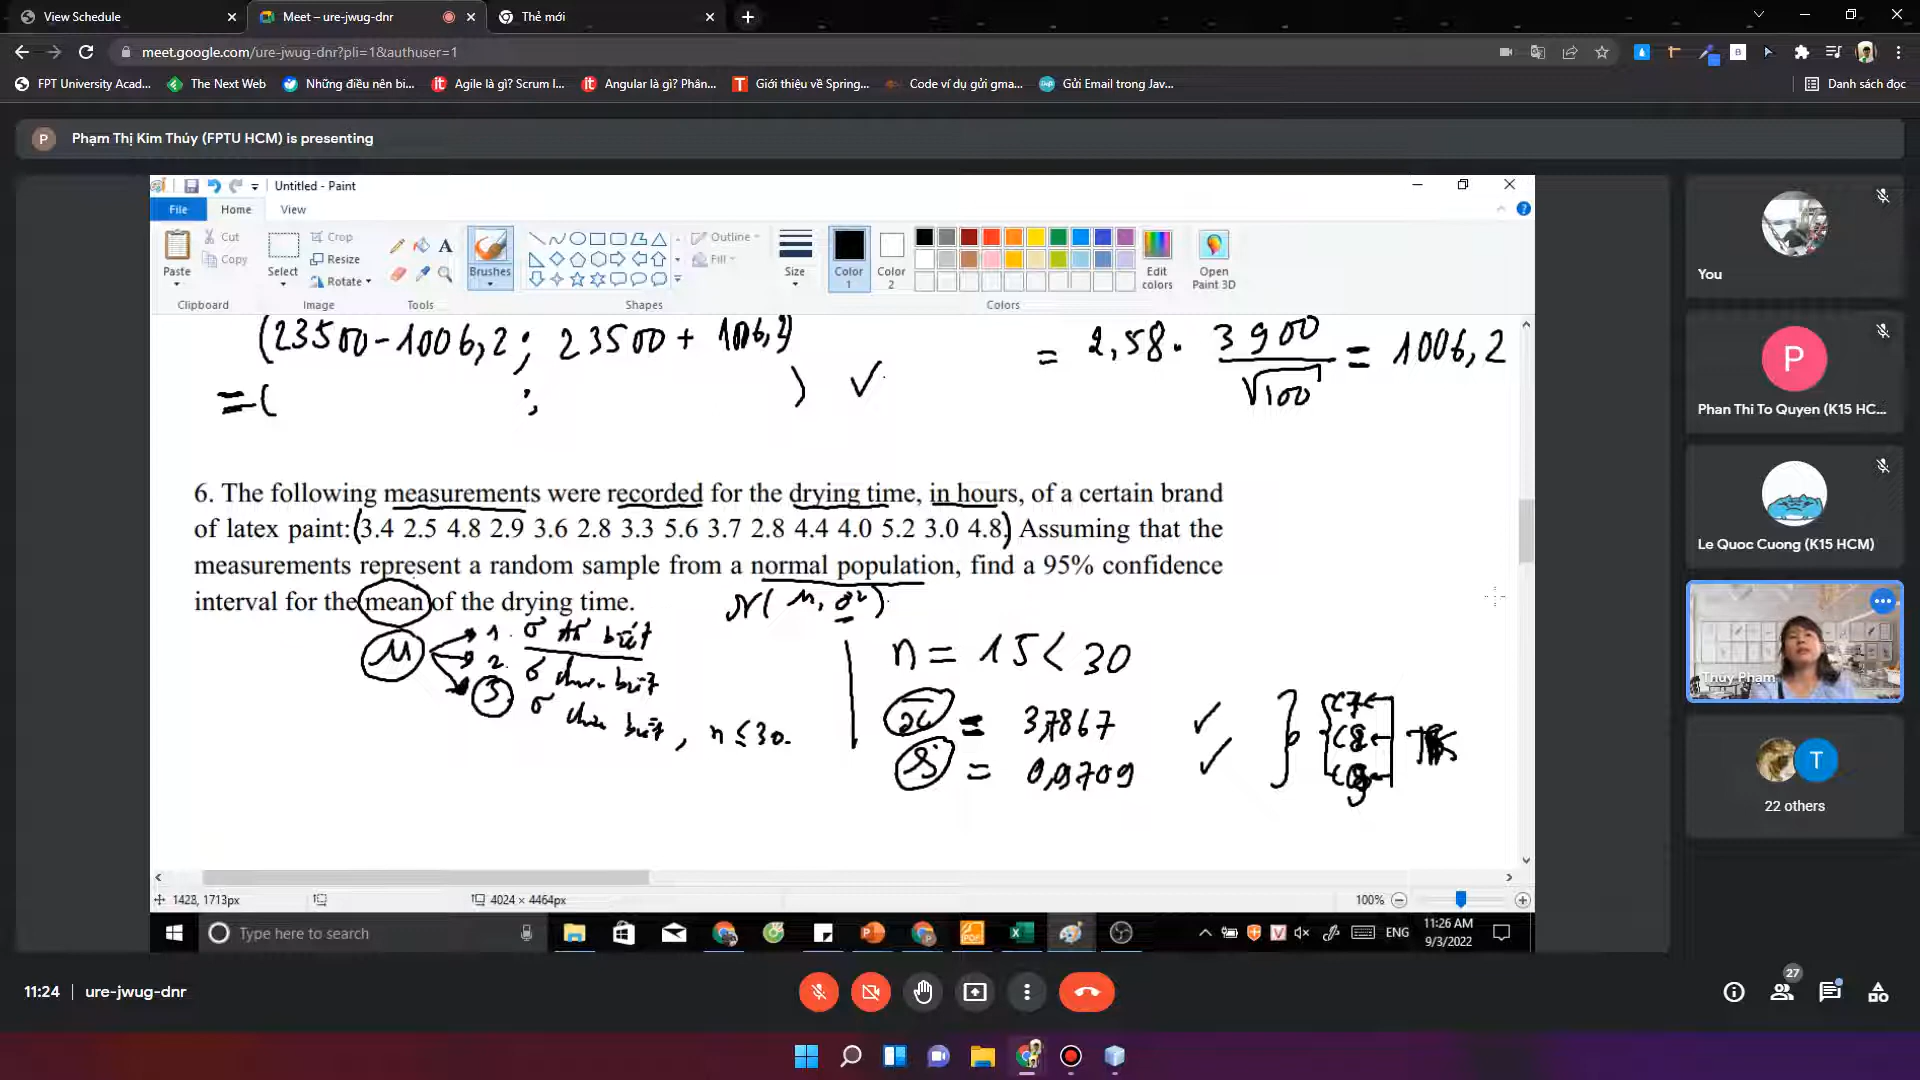 View Schedule
Meet – ure-jwug-dnr
Thẻ mới
meet.google.com/ure-jwug-dnr?pli=1&authuser=1
FPT University Acad...
The Next Web
Những điều nên bi...
Agile là gì? Scrum l...
Angular là gì? Phân...
Giới thiệu về Spring...
Code ví dụ gửi gma...
Gửi Email trong Jav...
Danh sách đọc
P
Phạm Thị Kim Thúy (FPTU HCM) is presenting
Untitled - Paint
File
Home
View
Paste
Cut
Copy
Clipboard
Select
Crop
Resize
Rotate
Image
A
Tools
Brushes
Shapes
Outline
Fill
Size
Color 1
Color 2
Edit colors
Open Paint 3D
Colors
(23500-1006,2; 23500 + 1006,2)
= ( ; ) ✓
= 2,58. 3900/√100 = 1006,2
6. The following measurements were recorded for the drying time, in hours, of a certain brand
of latex paint: (3.4 2.5 4.8 2.9 3.6 2.8 3.3 5.6 3.7 2.8 4.4 4.0 5.2 3.0 4.8.) Assuming that the
measurements represent a random sample from a normal population, find a 95% confidence
interval for the mean of the drying time.
N(μ, σ²)
μ
1. σ đã biết
2. σ chưa biết
3 σ chưa biết, n ≤ 30.
n = 15 < 30
x̄ = 3,7867 ✓
s = 0,9709 ✓
1428, 1713px
4024 × 4464px
100%
Type here to search
ENG
11:26 AM
9/3/2022
You
P
Phan Thi To Quyen (K15 HC...
Le Quoc Cuong (K15 HCM)
Thuy Pham
T
22 others
11:24 | ure-jwug-dnr
27